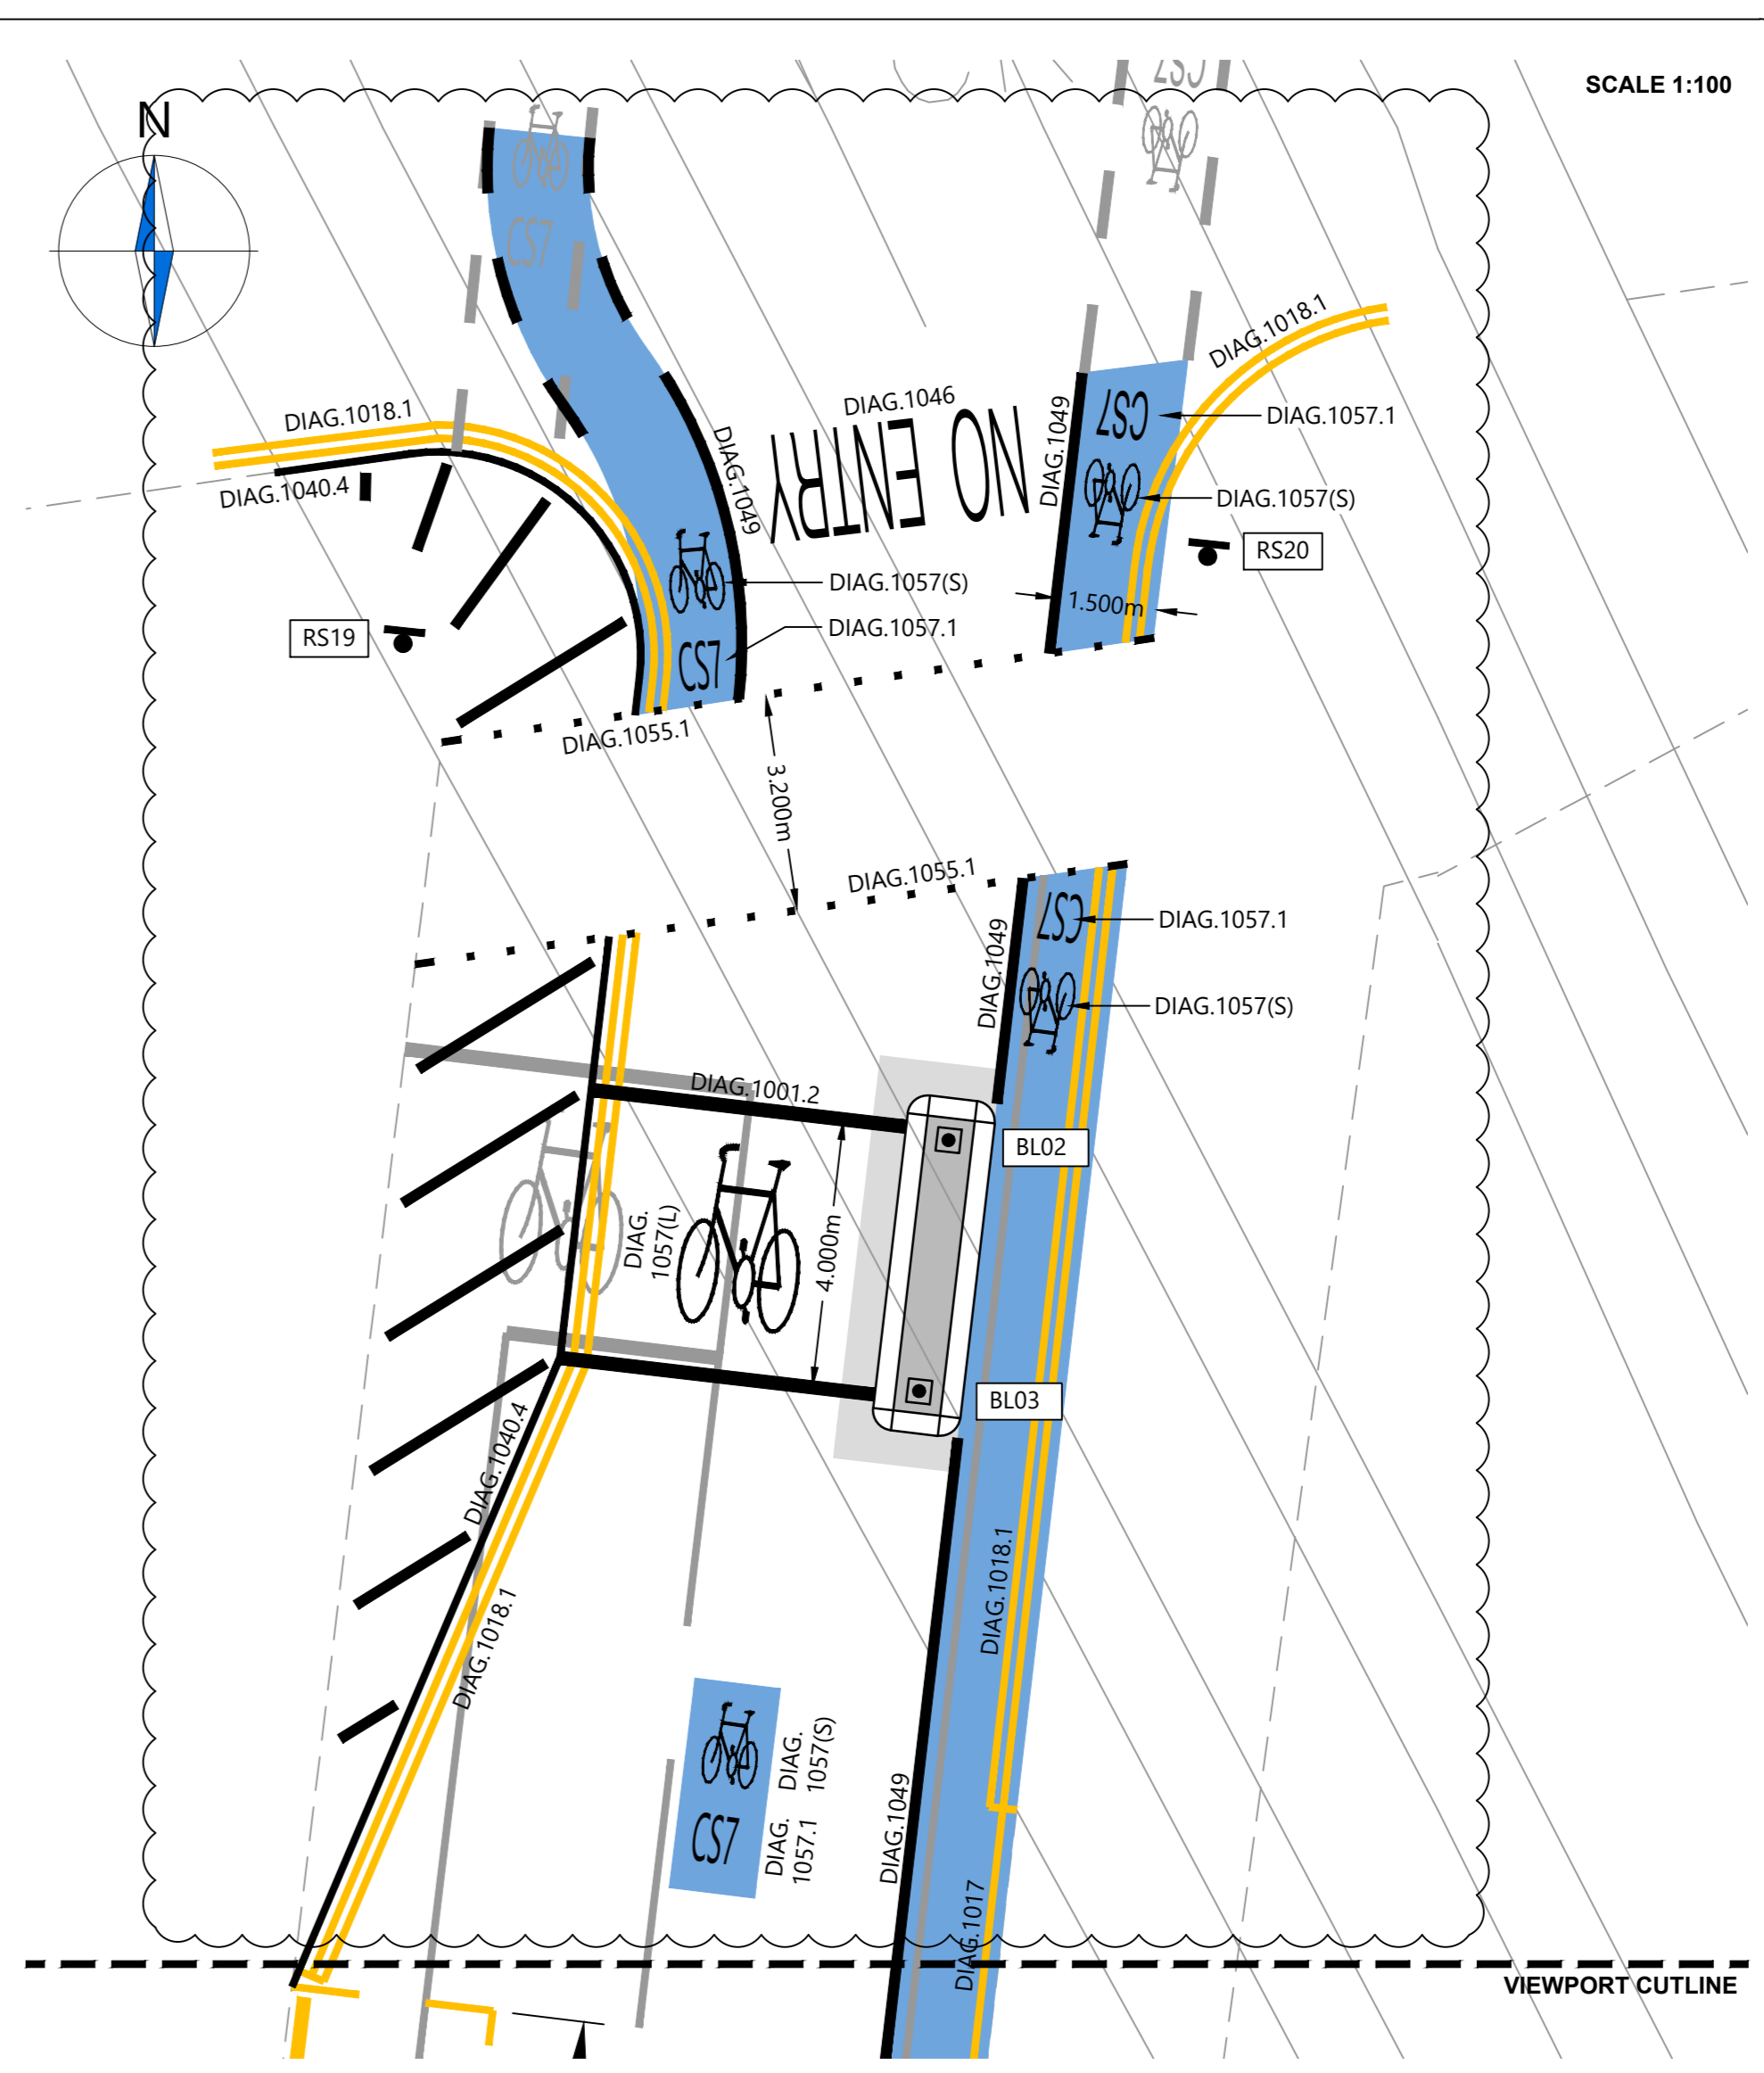 CS7
SCALE 1:100
N
CS7
DIAG.1018.1
DIAG.1046
DIAG.1018.1
DIAG.1049
CS7
DIAG.1057.1
NO ENTRY
DIAG.1049
DIAG.1040.4
DIAG.1057(S)
RS20
DIAG.1057(S)
1.500m
DIAG.1057.1
RS19
CS7
DIAG.1055.1
3.200m
DIAG.1055.1
CS7
DIAG.1057.1
DIAG.1049
DIAG.1057(S)
DIAG.1001.2
BL02
DIAG.
1057(L)
4.000m
BL03
DIAG.1040.4
DIAG.1018.1
DIAG.1018.1
DIAG.
1057(S)
CS7
DIAG.
1057.1
DIAG.1049
DIAG.1017
VIEWPORT CUTLINE